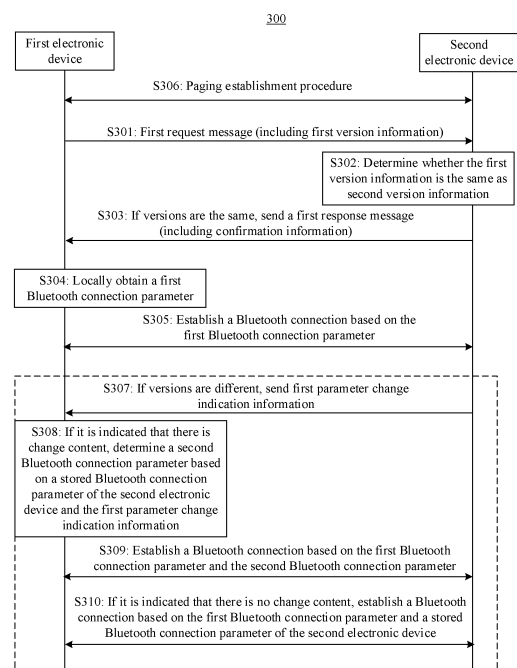 300
First electronic
device
Second
electronic device
S306: Paging establishment procedure
S301: First request message (including first version information)
S302: Determine whether the first
version information is the same as
second version information
S303: If versions are the same, send a first response message
(including confirmation information)
S304: Locally obtain a first
Bluetooth connection parameter
S305: Establish a Bluetooth connection based on the
first Bluetooth connection parameter
S307: If versions are different, send first parameter change
indication information
S308: If it is indicated that there is
change content, determine a second
Bluetooth connection parameter based
on a stored Bluetooth connection
parameter of the second electronic
device and the first parameter change
indication information
S309: Establish a Bluetooth connection based on the first Bluetooth
connection parameter and the second Bluetooth connection parameter
S310: If it is indicated that there is no change content, establish a Bluetooth
connection based on the first Bluetooth connection parameter and a stored
Bluetooth connection parameter of the second electronic device